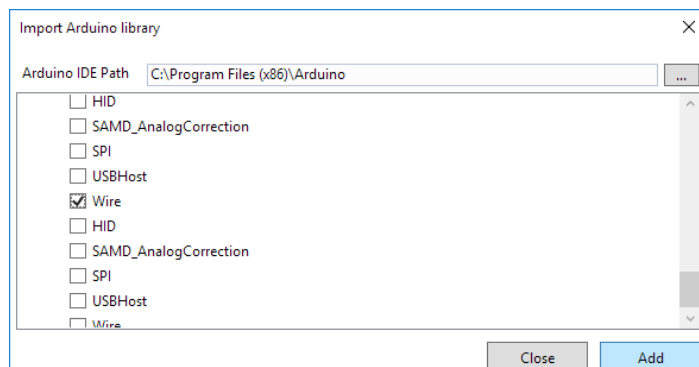 Import Arduino library
Arduino IDE Path C:\Program Files (x86)\Arduino ...
HID
SAMD_AnalogCorrection
SPI
USBHost
Wire
HID
SAMD_AnalogCorrection
SPI
USBHost
Wire
Close Add